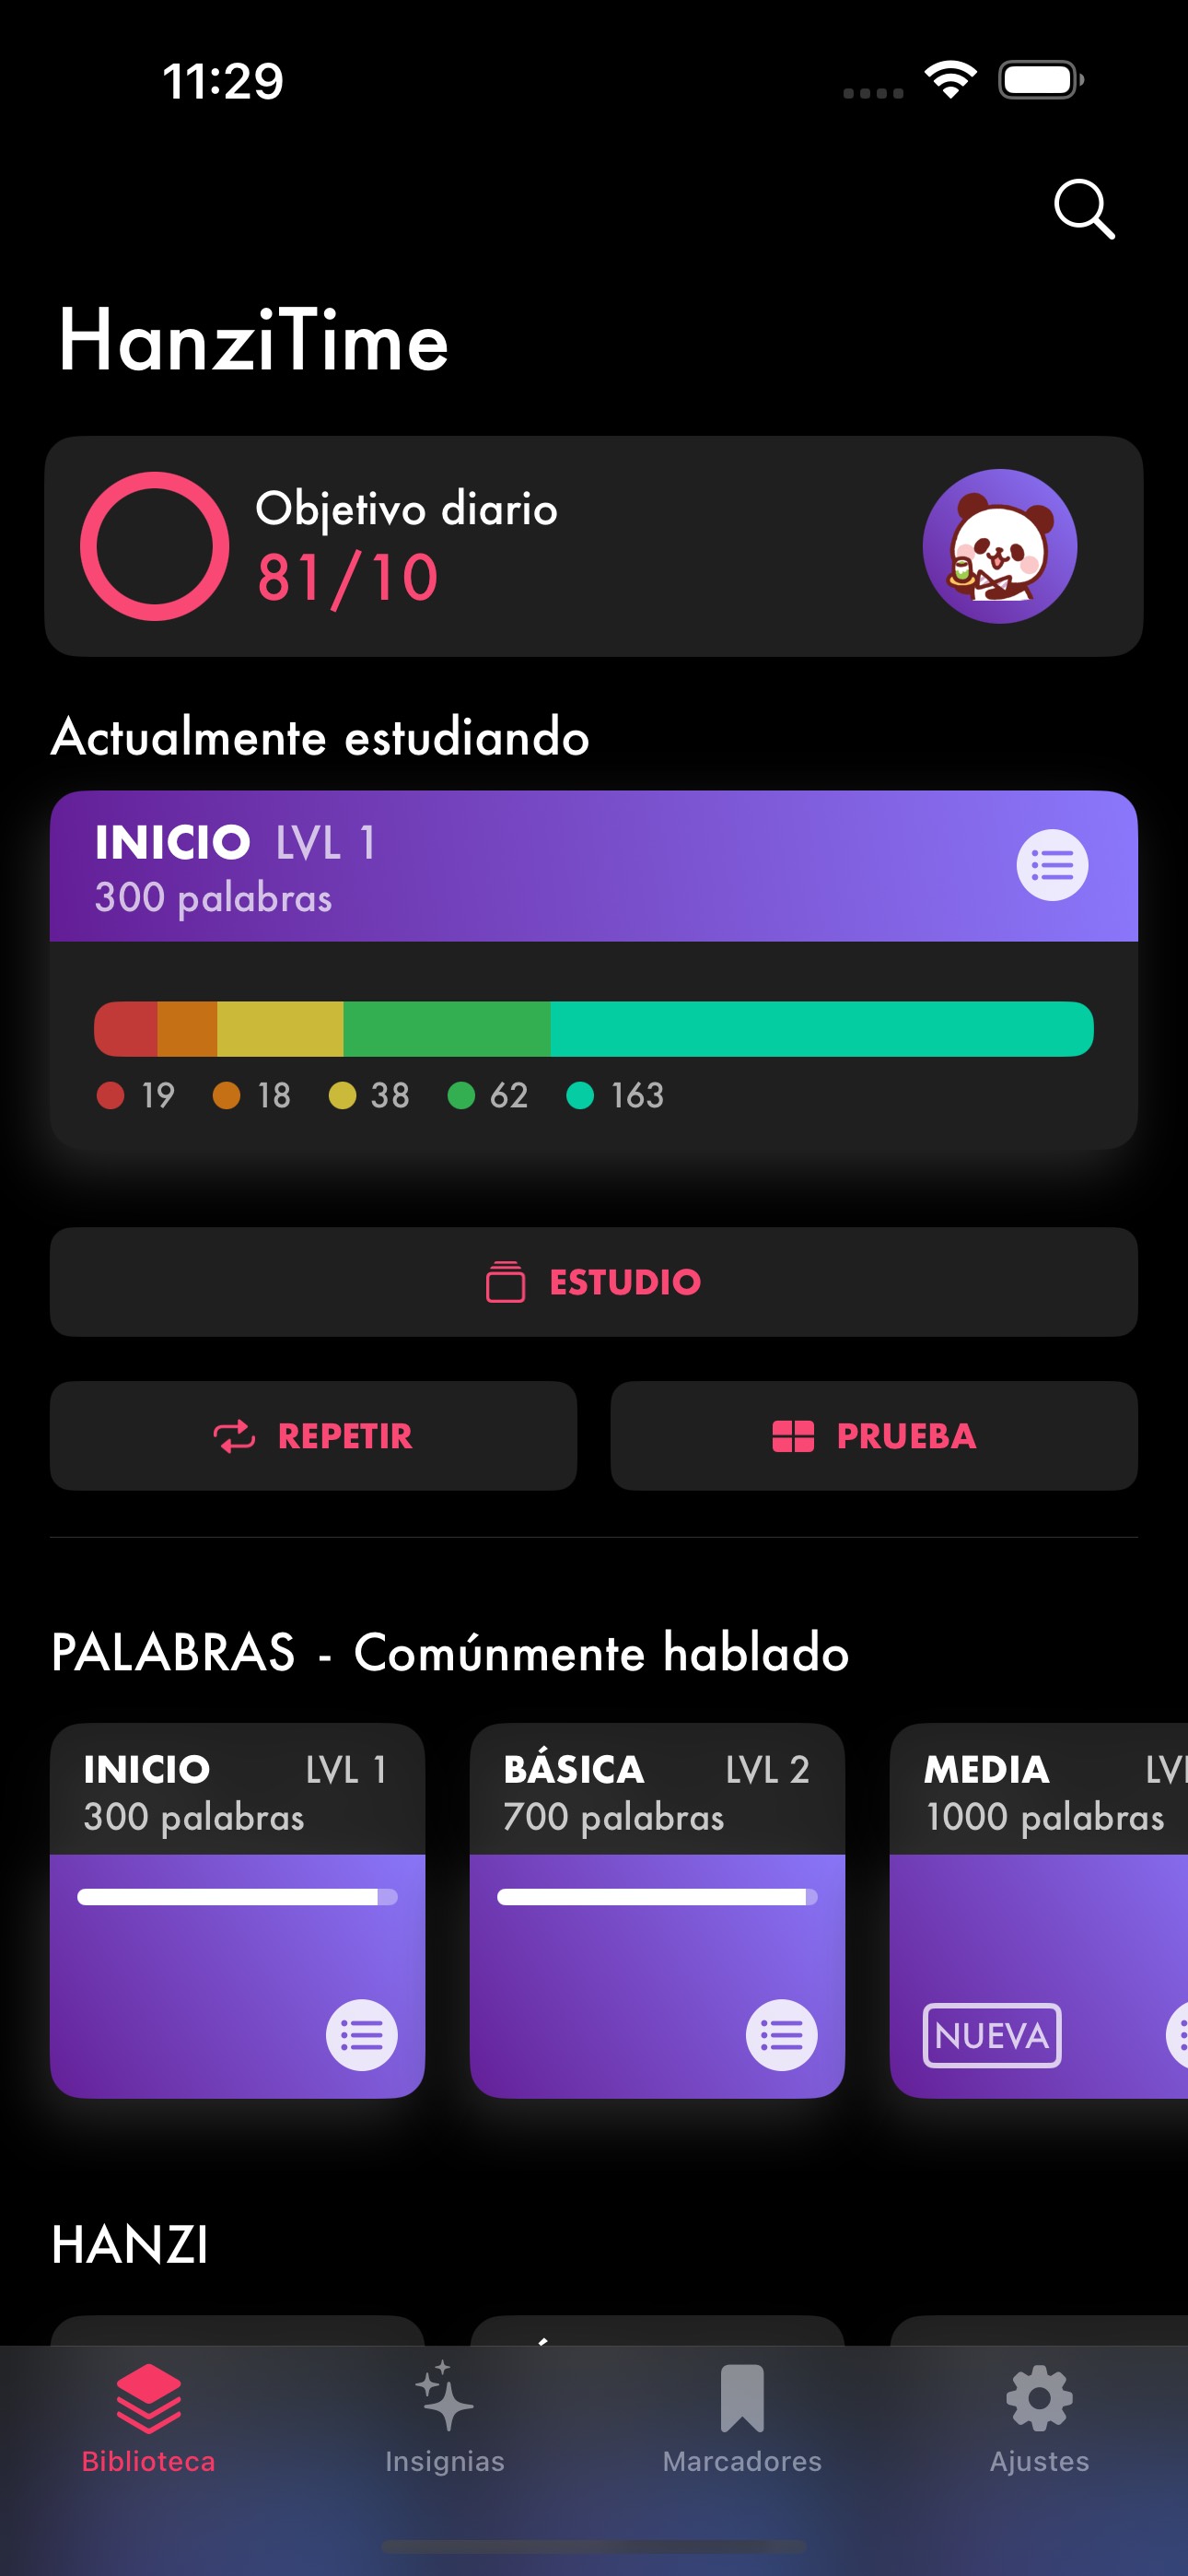 11:29
HanziTime
Objetivo diario
81/10
Actualmente estudiando
INICIO LVL 1
300 palabras
19 18 38 62 163
ESTUDIO
REPETIR PRUEBA
PALABRAS - Comúnmente hablado
INICIO LVL 1 BÁSICA LVL 2 MEDIA
300 palabras 700 palabras 1000 palabras
NUEVA
HANZI
Biblioteca Insignias Marcadores Ajustes